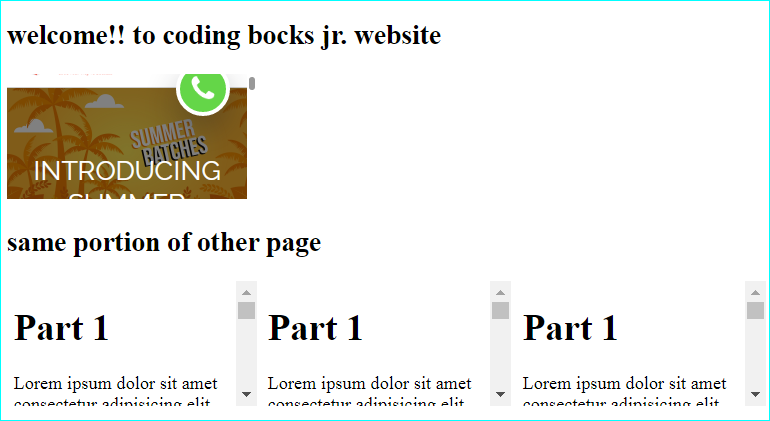 welcome!! to coding bocks jr. website
SUMMER
BATCHES
INTRODUCING
SUMMER
same portion of other page
Part 1
Lorem ipsum dolor sit amet
consectetur adipisicing elit
Part 1
Lorem ipsum dolor sit amet
consectetur adipisicing elit
Part 1
Lorem ipsum dolor sit amet
consectetur adipisicing elit